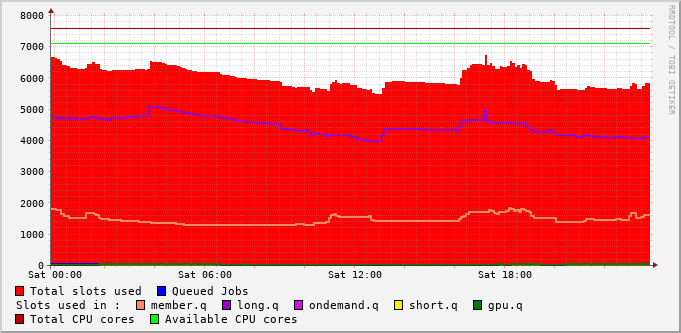 RRDTOOL / TOBI OETIKER
8000
7000
6000
5000
4000
3000
2000
1000
0
Sat 00:00 Sat 06:00 Sat 12:00 Sat 18:00
Total slots used Queued Jobs
Slots used in : member.q long.q ondemand.q short.q gpu.q
Total CPU cores Available CPU cores